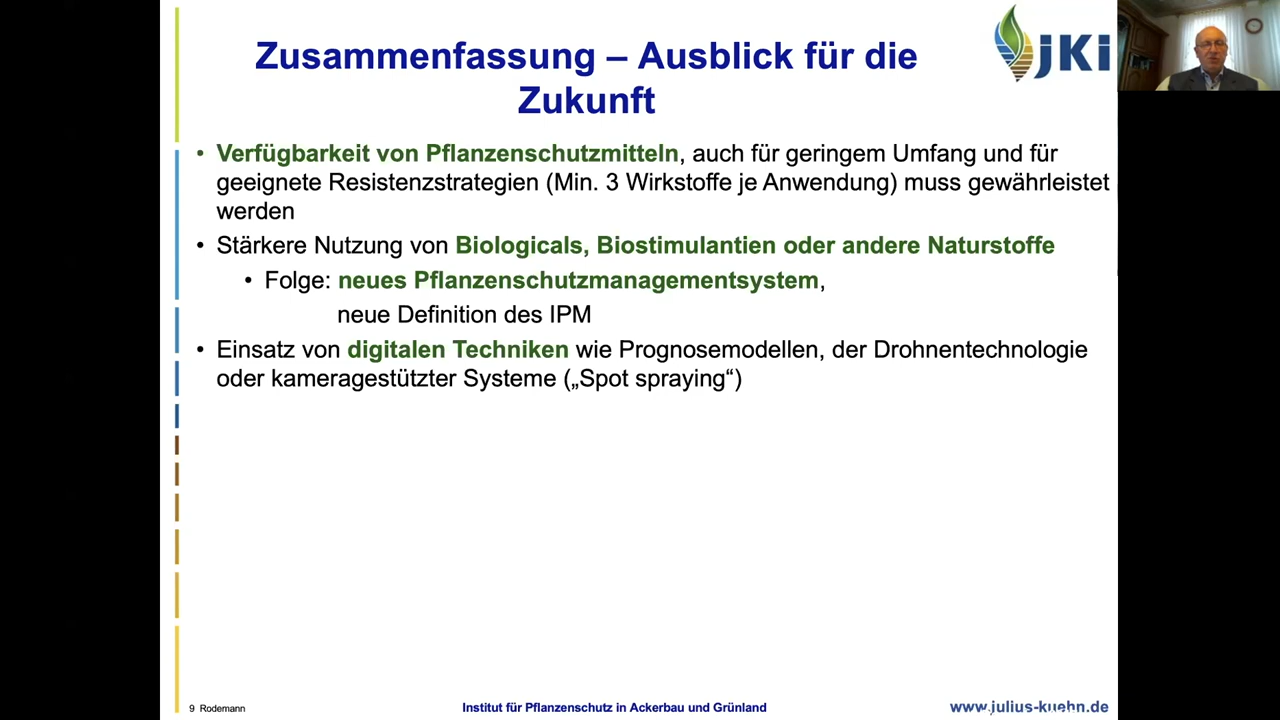 Zusammenfassung – Ausblick für die
Zukunft
JKi
• Verfügbarkeit von Pflanzenschutzmitteln, auch für geringem Umfang und für
geeignete Resistenzstrategien (Min. 3 Wirkstoffe je Anwendung) muss gewährleistet
werden
• Stärkere Nutzung von Biologicals, Biostimulantien oder andere Naturstoffe
• Folge: neues Pflanzenschutzmanagementsystem,
neue Definition des IPM
• Einsatz von digitalen Techniken wie Prognosemodellen, der Drohnentechnologie
oder kameragestützter Systeme („Spot spraying“)
9 Rodemann
Institut für Pflanzenschutz in Ackerbau und Grünland
www.julius-kuehn.de